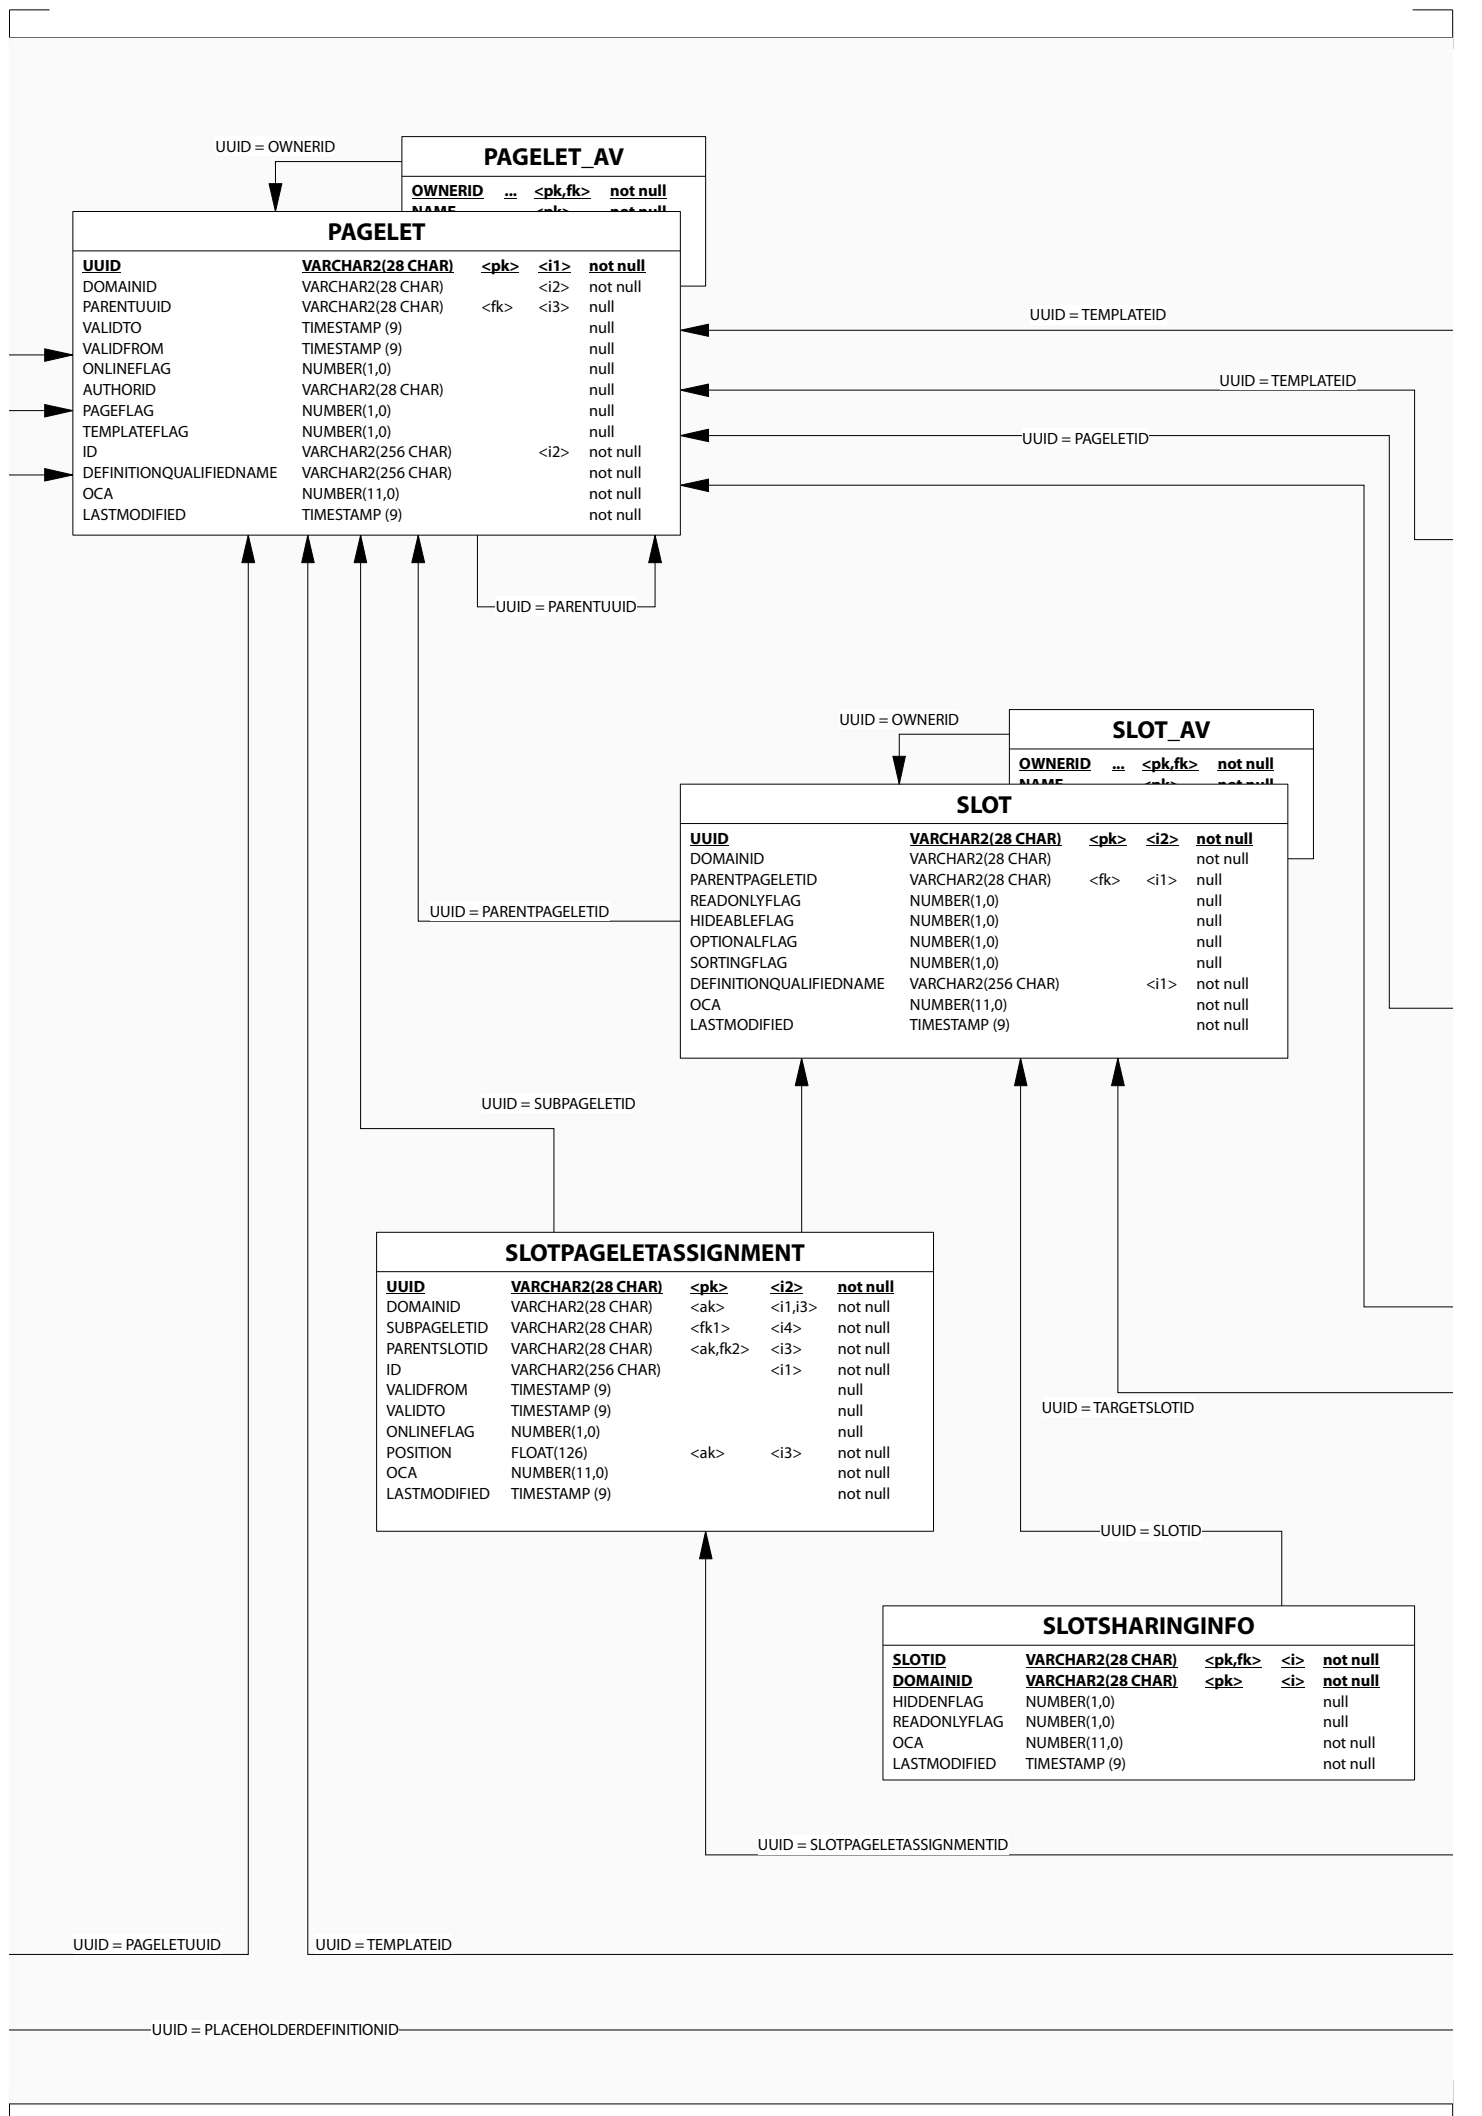 UUID = OWNERID
PAGELET_AV
OWNERID ... <pk,fk> not null
NAME <pk> not null
PAGELET
UUID VARCHAR2(28 CHAR) <pk> <i1> not null
DOMAINID VARCHAR2(28 CHAR) <i2> not null
PARENTUUID VARCHAR2(28 CHAR) <fk> <i3> null
VALIDTO TIMESTAMP (9) null
VALIDFROM TIMESTAMP (9) null
ONLINEFLAG NUMBER(1,0) null
AUTHORID VARCHAR2(28 CHAR) null
PAGEFLAG NUMBER(1,0) null
TEMPLATEFLAG NUMBER(1,0) null
ID VARCHAR2(256 CHAR) <i2> not null
DEFINITIONQUALIFIEDNAME VARCHAR2(256 CHAR) not null
OCA NUMBER(11,0) not null
LASTMODIFIED TIMESTAMP (9) not null
UUID = TEMPLATEID
UUID = TEMPLATEID
UUID = PAGELETID
UUID = PARENTUUID
UUID = OWNERID
SLOT_AV
OWNERID ... <pk,fk> not null
NAME <pk> not null
SLOT
UUID VARCHAR2(28 CHAR) <pk> <i2> not null
DOMAINID VARCHAR2(28 CHAR) not null
PARENTPAGELETID VARCHAR2(28 CHAR) <fk> <i1> null
READONLYFLAG NUMBER(1,0) null
HIDEABLEFLAG NUMBER(1,0) null
OPTIONALFLAG NUMBER(1,0) null
SORTINGFLAG NUMBER(1,0) null
DEFINITIONQUALIFIEDNAME VARCHAR2(256 CHAR) <i1> not null
OCA NUMBER(11,0) not null
LASTMODIFIED TIMESTAMP (9) not null
UUID = PARENTPAGELETID
UUID = SUBPAGELETID
SLOTPAGELETASSIGNMENT
UUID VARCHAR2(28 CHAR) <pk> <i2> not null
DOMAINID VARCHAR2(28 CHAR) <ak> <i1,i3> not null
SUBPAGELETID VARCHAR2(28 CHAR) <fk1> <i4> not null
PARENTSLOTID VARCHAR2(28 CHAR) <ak,fk2> <i3> not null
ID VARCHAR2(256 CHAR) <i1> not null
VALIDFROM TIMESTAMP (9) null
VALIDTO TIMESTAMP (9) null
ONLINEFLAG NUMBER(1,0) null
POSITION FLOAT(126) <ak> <i3> not null
OCA NUMBER(11,0) not null
LASTMODIFIED TIMESTAMP (9) not null
UUID = TARGETSLOTID
UUID = SLOTID
SLOTSHARINGINFO
SLOTID VARCHAR2(28 CHAR) <pk,fk> <i> not null
DOMAINID VARCHAR2(28 CHAR) <pk> <i> not null
HIDDENFLAG NUMBER(1,0) null
READONLYFLAG NUMBER(1,0) null
OCA NUMBER(11,0) not null
LASTMODIFIED TIMESTAMP (9) not null
UUID = SLOTPAGELETASSIGNMENTID
UUID = PAGELETUUID
UUID = TEMPLATEID
UUID = PLACEHOLDERDEFINITIONID